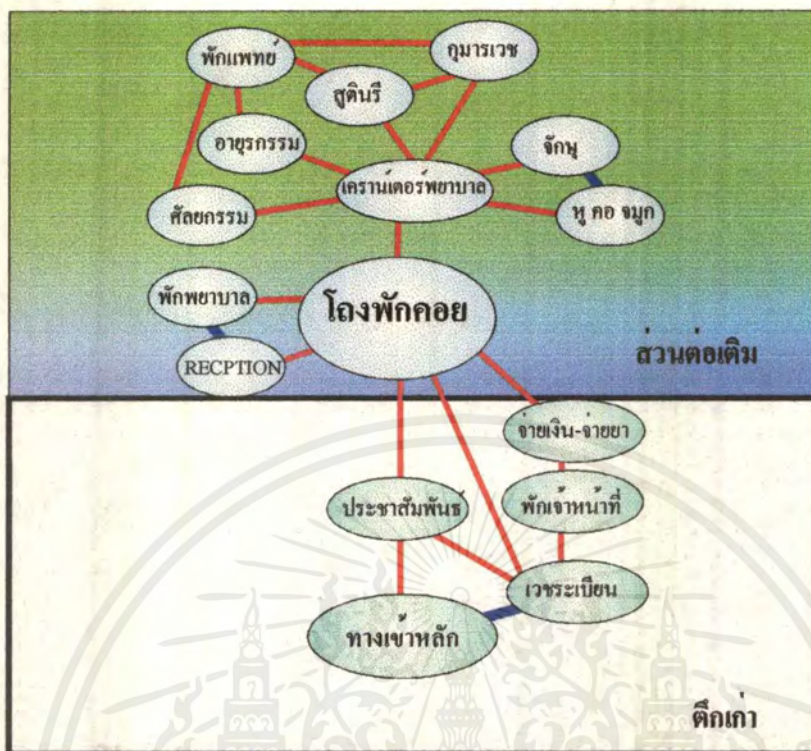 พักแพทย์
กุมารเวช
สูตินรี
อายุรกรรม
จักษุ
เคราน์เตอร์พยาบาล
ศัลยกรรม
หู คอ จมูก
พักพยาบาล
โถงพักคอย
RECPTION
ส่วนต่อเติม
จ่ายเงิน-จ่ายยา
ประชาสัมพันธ์
พักเจ้าหน้าที่
เวชระเบียน
ทางเข้าหลัก
ตึกเก่า